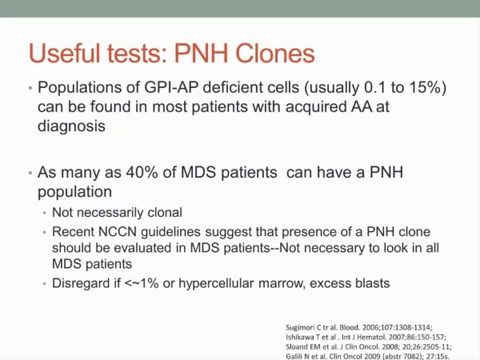 Useful tests: PNH Clones
• Populations of GPI-AP deficient cells (usually 0.1 to 15%)
can be found in most patients with acquired AA at
diagnosis
• As many as 40% of MDS patients can have a PNH
population
• Not necessarily clonal
• Recent NCCN guidelines suggest that presence of a PNH clone
should be evaluated in MDS patients--Not necessary to look in all
MDS patients
• Disregard if <~1% or hypercellular marrow, excess blasts
Sugimori C tr al. Blood. 2006;107:1308-1314;
Ishikawa T et al . Int J Hematol. 2007;86:150-157;
Sloand EM et al. J Clin Oncol. 2008; 20;26:2505-11;
Galili N et al. Clin Oncol 2009 (abstr 7082); 27:15s.